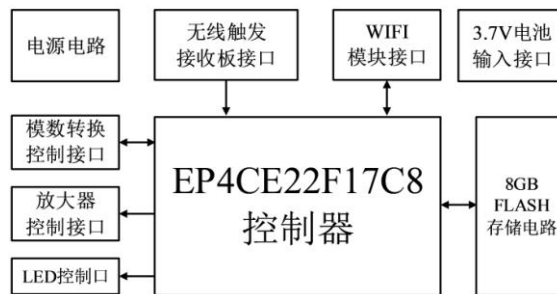 电源电路
无线触发
接收板接口
WIFI
模块接口
3.7V电池
输入接口
模数转换
控制接口
放大器
控制接口
LED控制口
EP4CE22F17C8
控制器
8GB
FLASH
存储电路